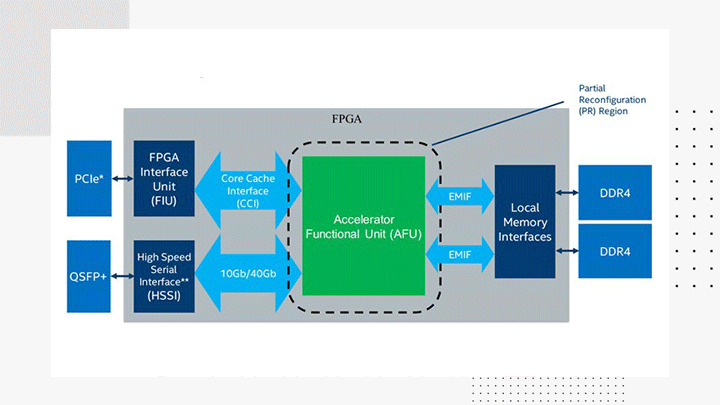 Partial
Reconfiguration
(PR) Region
FPGA
PCIe*
FPGA
Interface
Unit
(FIU)
Core Cache
Interface
(CCI)
Accelerator
Functional Unit (AFU)
EMIF
EMIF
Local
Memory
Interfaces
DDR4
DDR4
QSFP+
High Speed
Serial
Interface**
(HSSI)
10Gb/40Gb